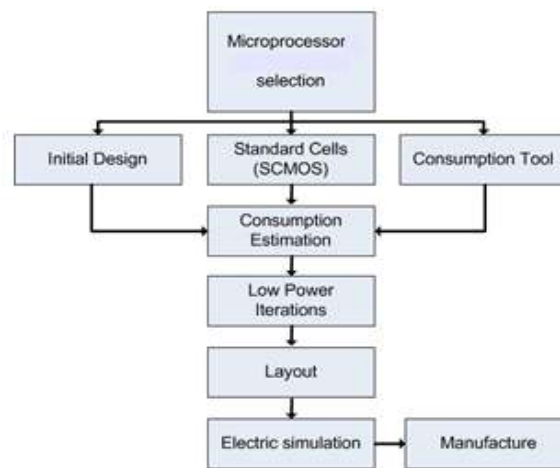 Microprocessor
selection
Initial Design
Standard Cells
(SCMOS)
Consumption Tool
Consumption
Estimation
Low Power
Iterations
Layout
Electric simulation
Manufacture